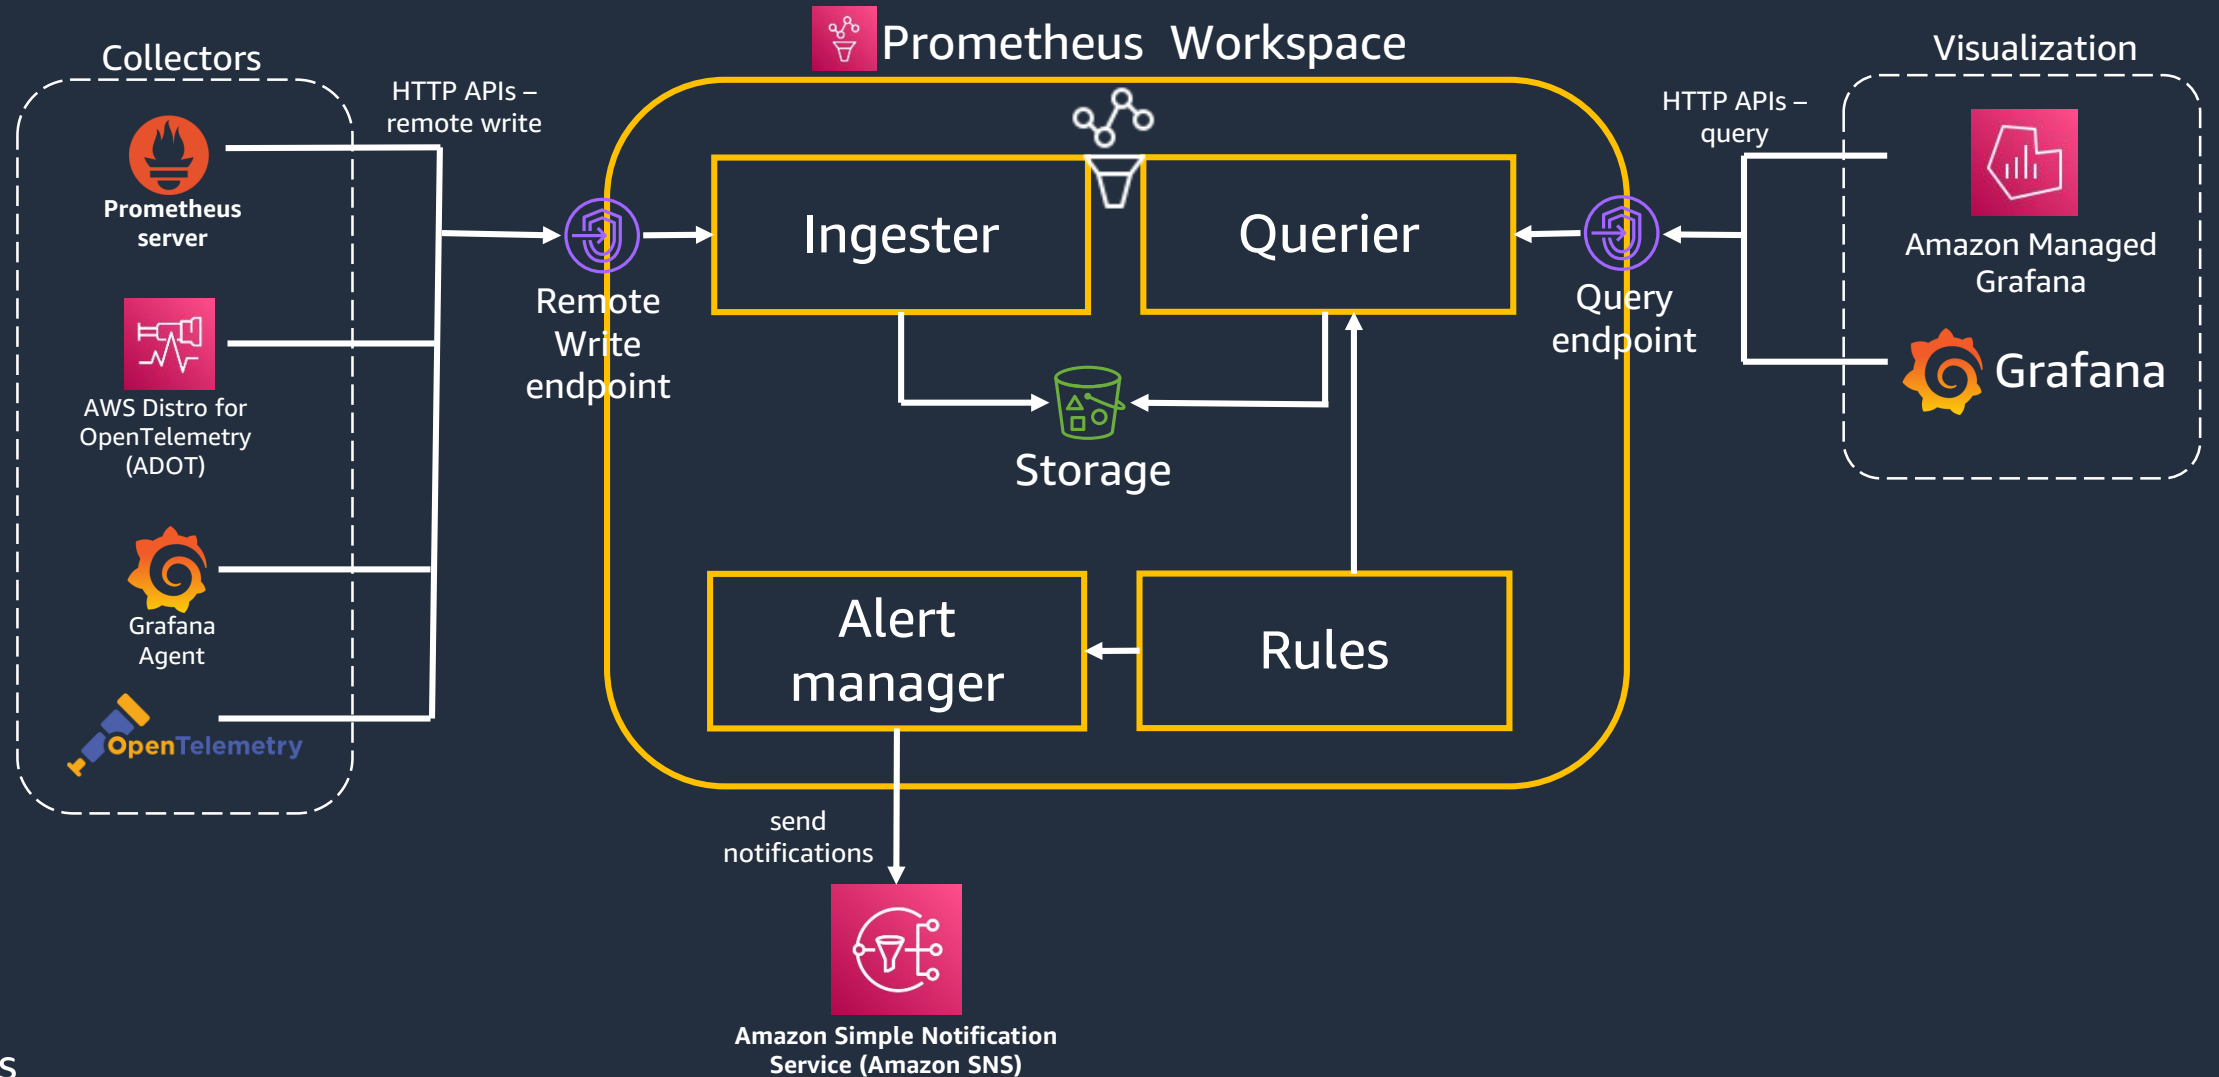 Prometheus Workspace
Collectors
HTTP APIs –
remote write
Prometheus
server
AWS Distro for
OpenTelemetry
(ADOT)
Grafana
Agent
OpenTelemetry
Remote
Write
endpoint
Ingester
Querier
Storage
Alert
manager
Rules
Query
endpoint
HTTP APIs –
query
Visualization
Amazon Managed
Grafana
Grafana
send
notifications
Amazon Simple Notification
Service (Amazon SNS)
s